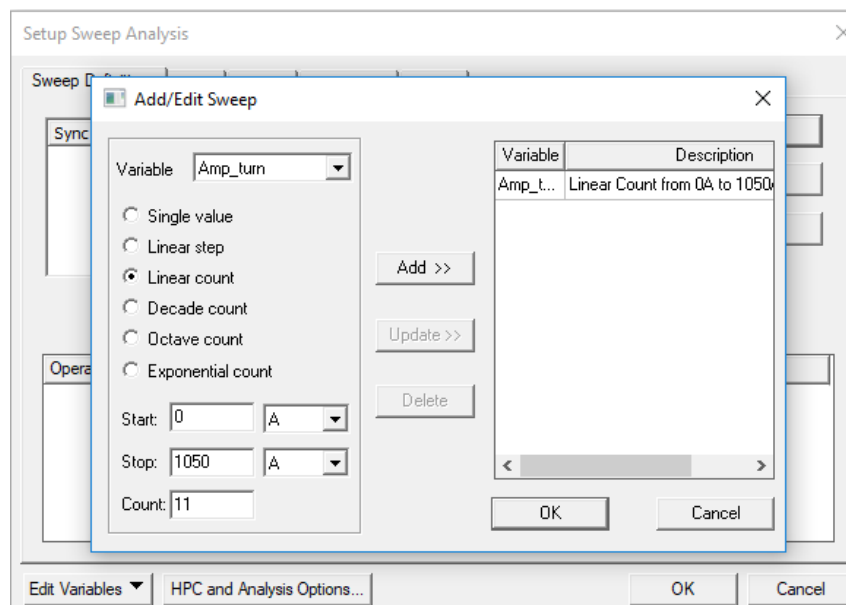 Setup Sweep Analysis
Sweep
Add/Edit Sweep
Sync
Variable Amp_turn
Single value
Linear step
Linear count
Decade count
Octave count
Exponential count
Start: 0 A
Stop: 1050 A
Count: 11
Add >>
Update >>
Delete
Variable Description
Amp_t... Linear Count from 0A to 1050
OK Cancel
Opera
Edit Variables HPC and Analysis Options... OK Cancel